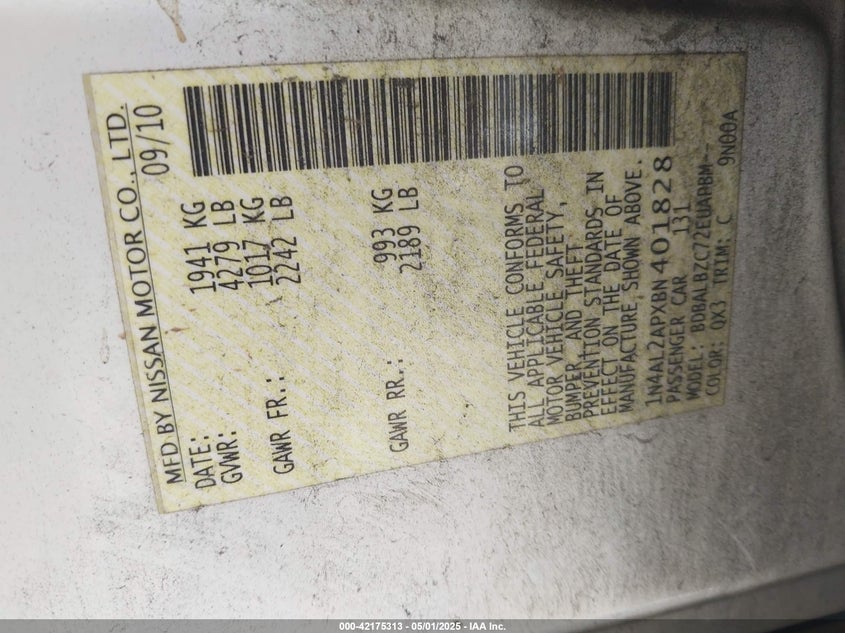 MFD BY NISSAN MOTOR CO., LTD.
DATE: 09/10
GVWR: 1941 KG
4279 LB
GAWR FR.: 1017 KG
2242 LB
GAWR RR.: 993 KG
2189 LB
THIS VEHICLE CONFORMS TO
ALL APPLICABLE FEDERAL
MOTOR VEHICLE SAFETY,
BUMPER AND THEFT
PREVENTION STANDARDS IN
EFFECT ON THE DATE OF
MANUFACTURE SHOWN ABOVE.
1N4AL2APXBN401828
PASSENGER CAR 131
MODEL: BDBALBZC72EUAPBM--
COLOR: QX3 TRIM: C 9N00A
000-42175313 - 05/01/2025 - IAA Inc.